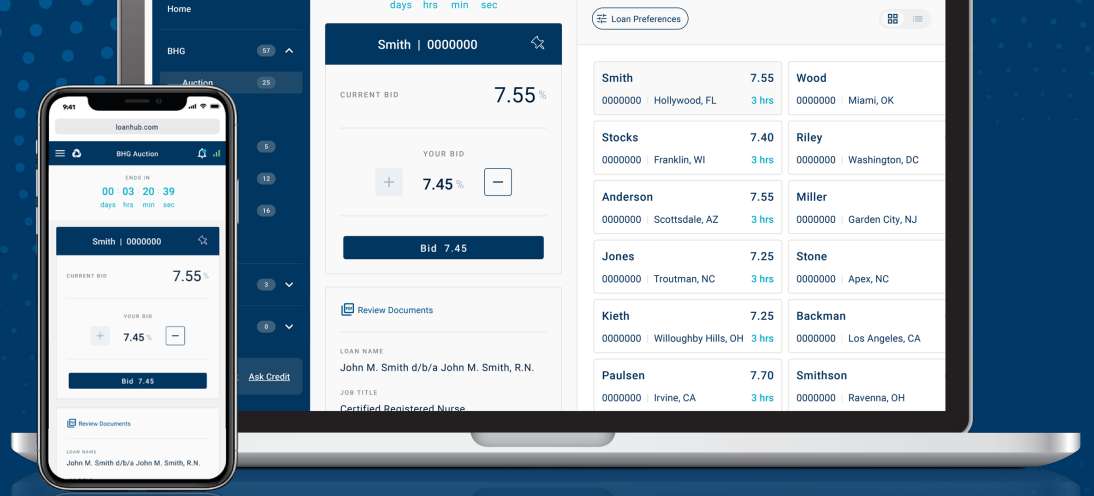 Home
BHG 57
Auction 25
5
12
16
3
0
Ask Credit
days hrs min sec
Smith | 0000000
CURRENT BID 7.55 %
YOUR BID
+ 7.45 % −
Bid 7.45
Review Documents
LOAN NAME
John M. Smith d/b/a John M. Smith, R.N.
JOB TITLE
Certified Registered Nurse
Loan Preferences
Smith 7.55
0000000 | Hollywood, FL 3 hrs
Stocks 7.40
0000000 | Franklin, WI 3 hrs
Anderson 7.55
0000000 | Scottsdale, AZ 3 hrs
Jones 7.25
0000000 | Troutman, NC 3 hrs
Kieth 7.25
0000000 | Willoughby Hills, OH 3 hrs
Paulsen 7.70
0000000 | Irvine, CA 3 hrs
Wood
0000000 | Miami, OK
Riley
0000000 | Washington, DC
Miller
0000000 | Garden City, NJ
Stone
0000000 | Apex, NC
Backman
0000000 | Los Angeles, CA
Smithson
0000000 | Ravenna, OH
9:41
loanhub.com
BHG Auction
ENDS IN
00 03 20 39
days hrs min sec
Smith | 0000000
CURRENT BID 7.55 %
YOUR BID
+ 7.45 % −
Bid 7.45
Review Documents
LOAN NAME
John M. Smith d/b/a John M. Smith, R.N.